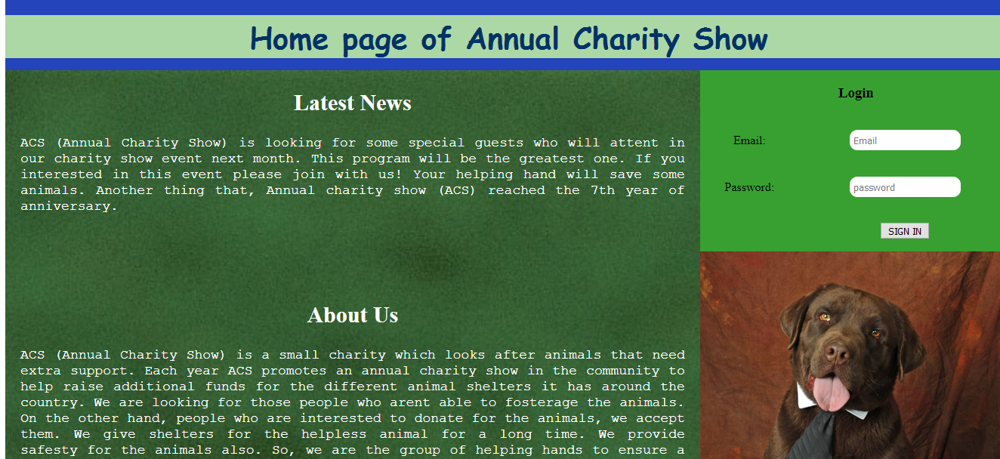 Home page of Annual Charity Show
Latest News
ACS (Annual Charity Show) is looking for some special guests who will attent in
our charity show event next month. This program will be the greatest one. If you
interested in this event please join with us! Your helping hand will save some
animals. Another thing that, Annual charity show (ACS) reached the 7th year of
anniversary.
About Us
ACS (Annual Charity Show) is a small charity which looks after animals that need
extra support. Each year ACS promotes an annual charity show in the community to
help raise additional funds for the different animal shelters it has around the
country. We are looking for those people who arent able to fosterage the animals.
On the other hand, people who are interested to donate for the animals, we accept
them. We give shelters for the helpless animal for a long time. We provide
safesty for the animals also. So, we are the group of helping hands to ensure a
Login
Email: Email
Password: password
SIGN IN